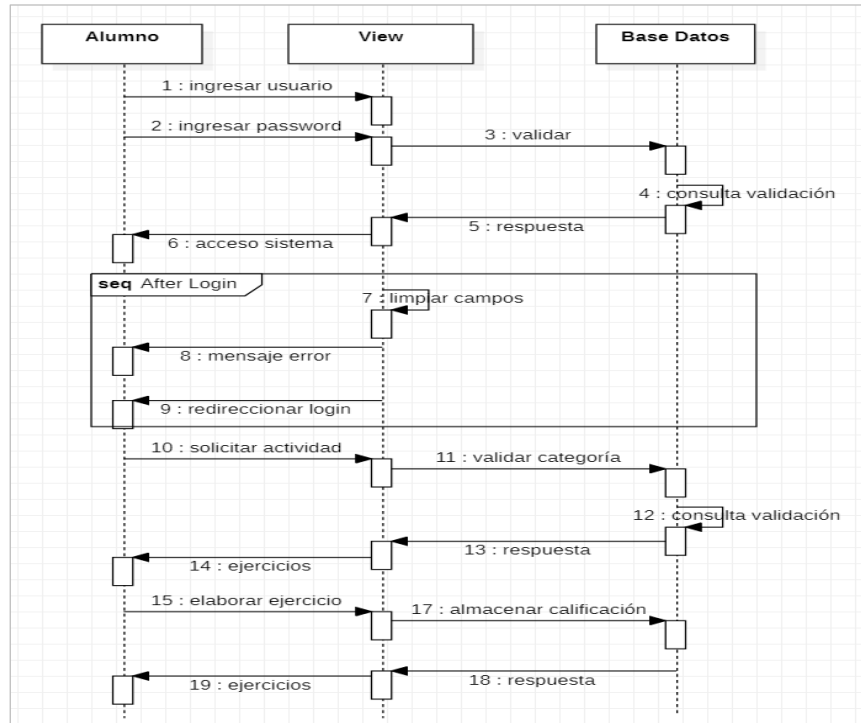 Alumno
View
Base Datos
1 : ingresar usuario
2 : ingresar password
3 : validar
4 : consulta validación
5 : respuesta
6 : acceso sistema
seq After Login
7 : limpiar campos
8 : mensaje error
9 : redireccionar login
10 : solicitar actividad
11 : validar categoría
12 : consulta validación
13 : respuesta
14 : ejercicios
15 : elaborar ejercicio
17 : almacenar calificación
18 : respuesta
19 : ejercicios